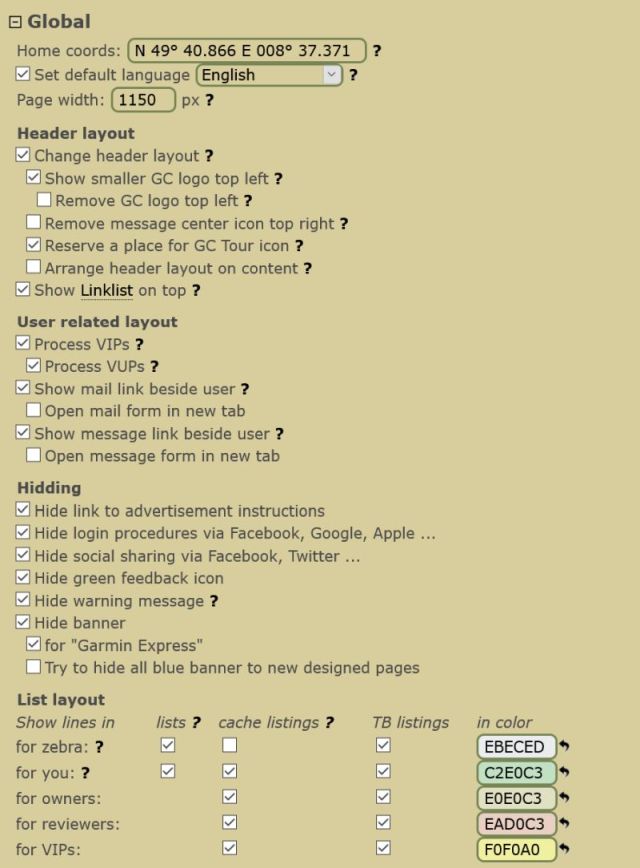 Global
Home coords: N 49° 40.866 E 008° 37.371 ?
Set default language English ?
Page width: 1150 px ?
Header layout
Change header layout ?
Show smaller GC logo top left ?
Remove GC logo top left ?
Remove message center icon top right ?
Reserve a place for GC Tour icon ?
Arrange header layout on content ?
Show Linklist on top ?
User related layout
Process VIPs ?
Process VUPs ?
Show mail link beside user ?
Open mail form in new tab
Show message link beside user ?
Open message form in new tab
Hidding
Hide link to advertisement instructions
Hide login procedures via Facebook, Google, Apple ...
Hide social sharing via Facebook, Twitter ...
Hide green feedback icon
Hide warning message ?
Hide banner
for "Garmin Express"
Try to hide all blue banner to new designed pages
List layout
Show lines in lists ? cache listings ? TB listings in color
for zebra: ? EBECED
for you: ? C2E0C3
for owners: E0E0C3
for reviewers: EAD0C3
for VIPs: F0F0A0